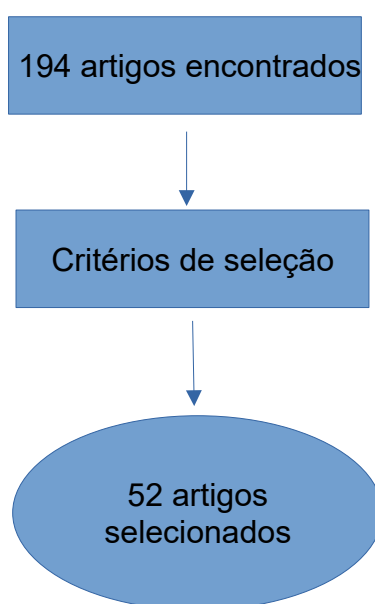 194 artigos encontrados
Critérios de seleção
52 artigos
selecionados